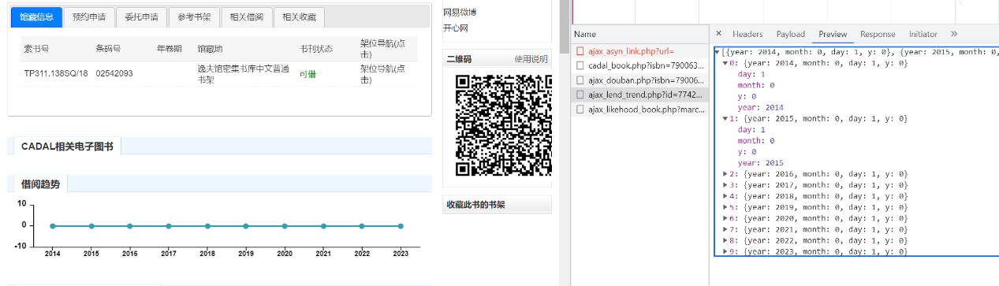 馆藏信息 预约申请 委托申请 参考书架 相关借阅 相关收藏
索书号 条码号 年卷期 馆藏地 书刊状态 架位导航(点击)
TP311.138SQ/18 02542093 逸夫馆密集书库中文普通书架 可借 架位导航(点击)
CADAL相关电子图书
借阅趋势
10
0
-10
2014 2015 2016 2017 2018 2019 2020 2021 2022 2023
网易微博
开心网
二维码 使用说明
收藏此书的书架
Name
ajax_asyn_link.php?url=
cadal_book.php?isbn=790063...
ajax_douban.php?isbn=79006...
ajax_lend_trend.php?id=7742...
ajax_likehood_book.php?marc...
× Headers Payload Preview Response Initiator »
[{year: 2014, month: 0, day: 1, y: 0}, {year: 2015, month: 0,
0: {year: 2014, month: 0, day: 1, y: 0}
day: 1
month: 0
y: 0
year: 2014
1: {year: 2015, month: 0, day: 1, y: 0}
day: 1
month: 0
y: 0
year: 2015
2: {year: 2016, month: 0, day: 1, y: 0}
3: {year: 2017, month: 0, day: 1, y: 0}
4: {year: 2018, month: 0, day: 1, y: 0}
5: {year: 2019, month: 0, day: 1, y: 0}
6: {year: 2020, month: 0, day: 1, y: 0}
7: {year: 2021, month: 0, day: 1, y: 0}
8: {year: 2022, month: 0, day: 1, y: 0}
9: {year: 2023, month: 0, day: 1, y: 0}